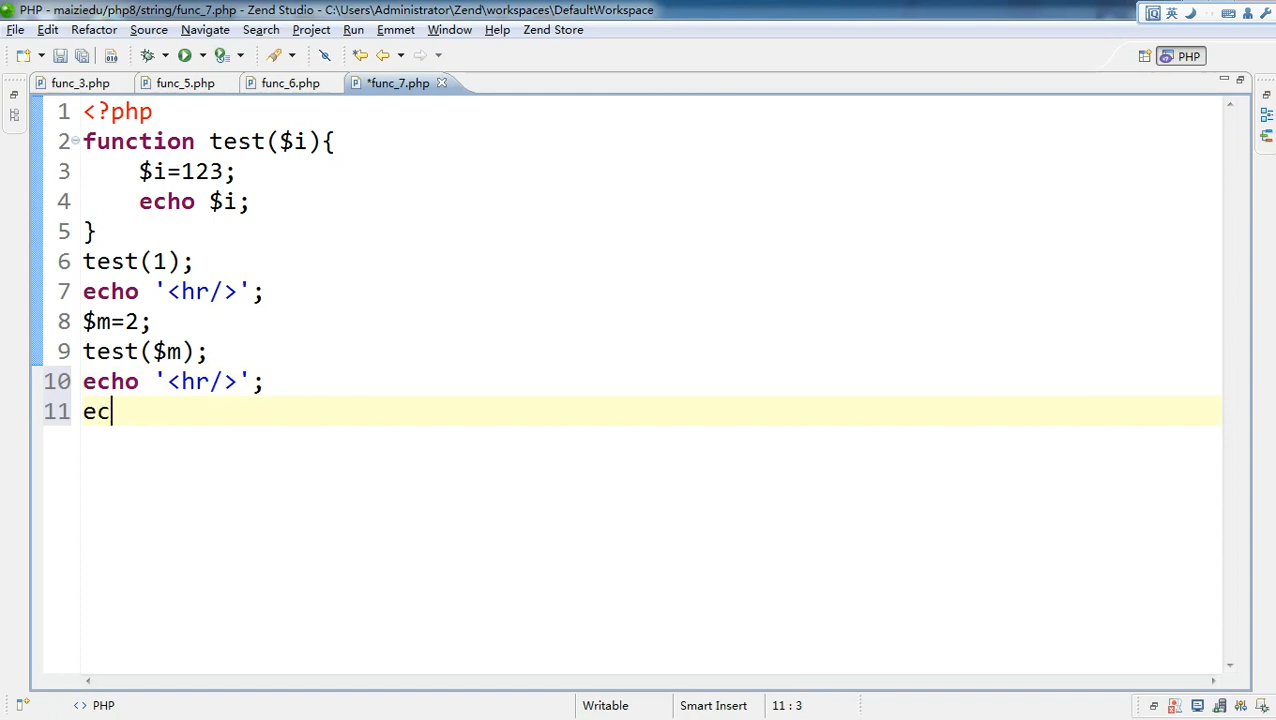 PHP - maiziedu/php8/string/func_7.php - Zend Studio - C:\Users\Administrator\Zend\workspaces\DefaultWorkspace
英
File Edit Refactor Source Navigate Search Project Run Emmet Window Help Zend Store
PHP
func_3.php func_5.php func_6.php *func_7.php
1 <?php
2 function test($i){
3 $i=123;
4 echo $i;
5 }
6 test(1);
7 echo '<hr/>';
8 $m=2;
9 test($m);
10 echo '<hr/>';
11 ec
<> PHP Writable Smart Insert 11 : 3